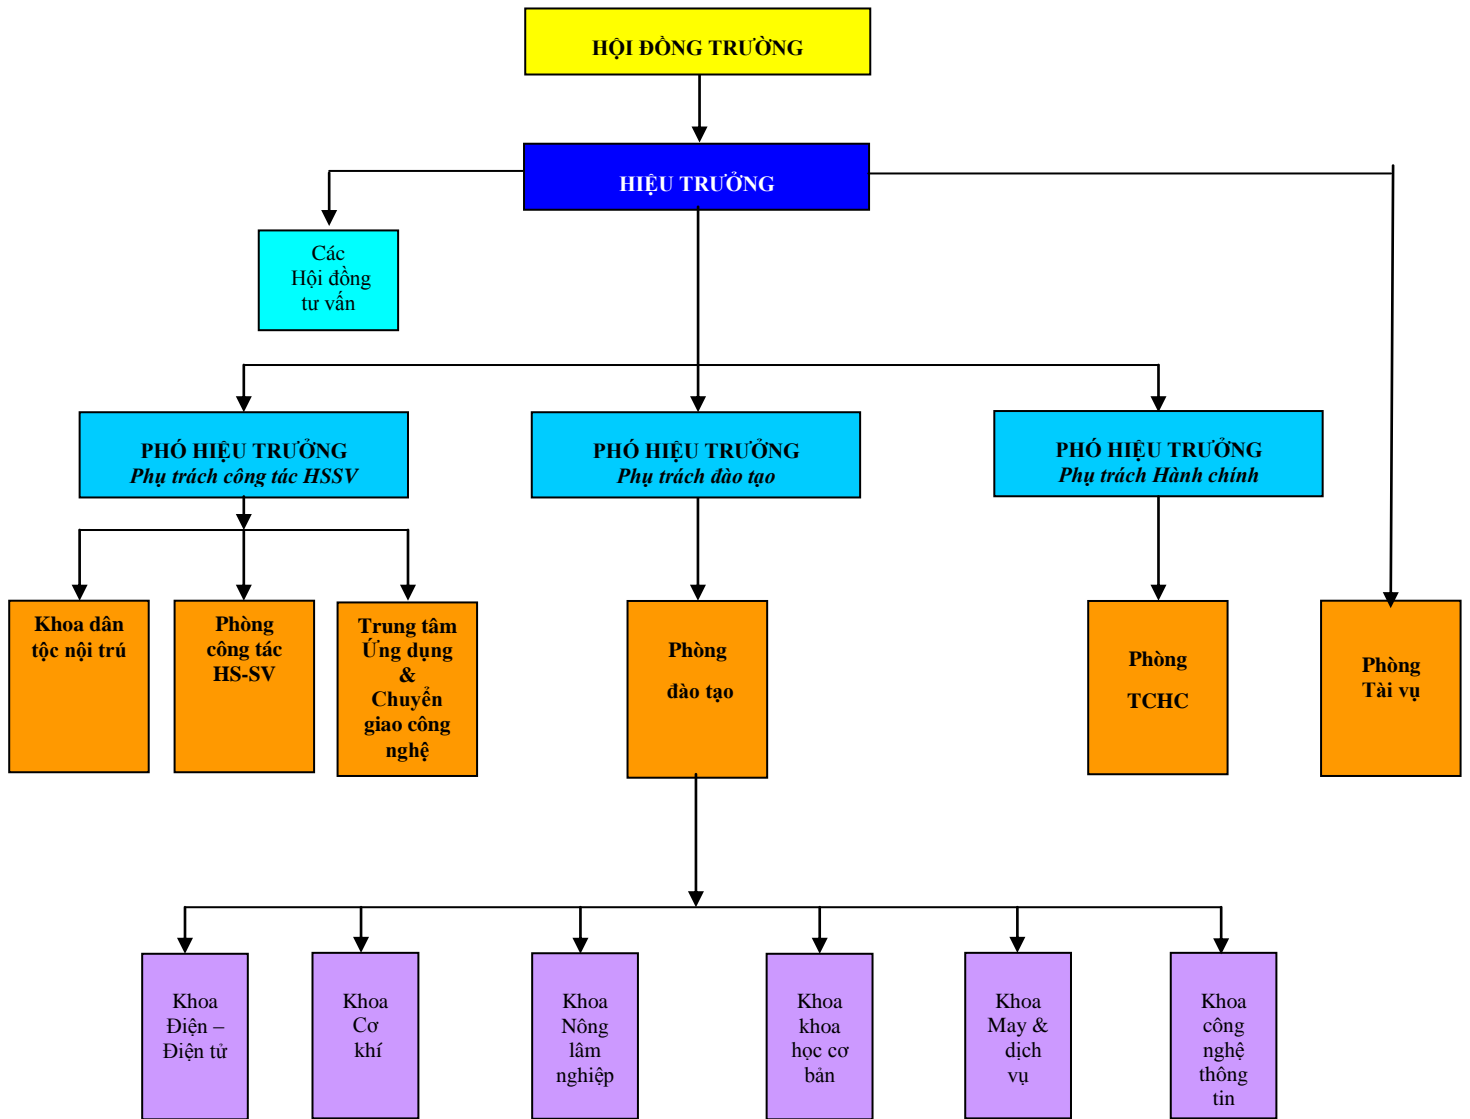 HỘI ĐỒNG TRƯỜNG
HIỆU TRƯỞNG
Các
Hội đồng
tư vấn
PHÓ HIỆU TRƯỞNG
Phụ trách công tác HSSV
PHÓ HIỆU TRƯỞNG
Phụ trách đào tạo
PHÓ HIỆU TRƯỞNG
Phụ trách Hành chính
Khoa dân
tộc nội trú
Phòng
công tác
HS-SV
Trung tâm
Ứng dụng
&
Chuyển
giao công
nghệ
Phòng
đào tạo
Phòng
TCHC
Phòng
Tài vụ
Khoa
Điện –
Điện tử
Khoa
Cơ
khí
Khoa
Nông
lâm
nghiệp
Khoa
khoa
học cơ
bản
Khoa
May &
dịch
vụ
Khoa
công
nghệ
thông
tin